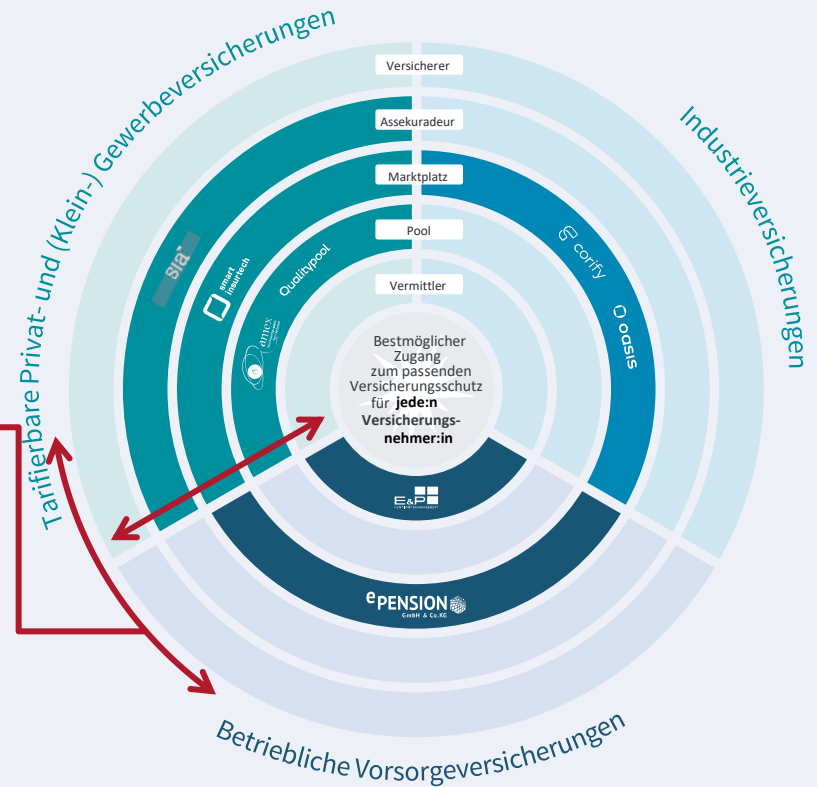 Tarifierbare Privat- und (Klein-) Gewerbeversicherungen
Industrieversicherungen
Versicherer
Assekuradeur
Marktplatz
Pool
Vermittler
sia
smart
insurtech
Qualitypool
amex
corify
oasis
Bestmöglicher
Zugang
zum passenden
Versicherungsschutz
für jede:n
Versicherungs-
nehmer:in
E&P
ePENSION
GmbH & Co.KG
Betriebliche Vorsorgeversicherungen